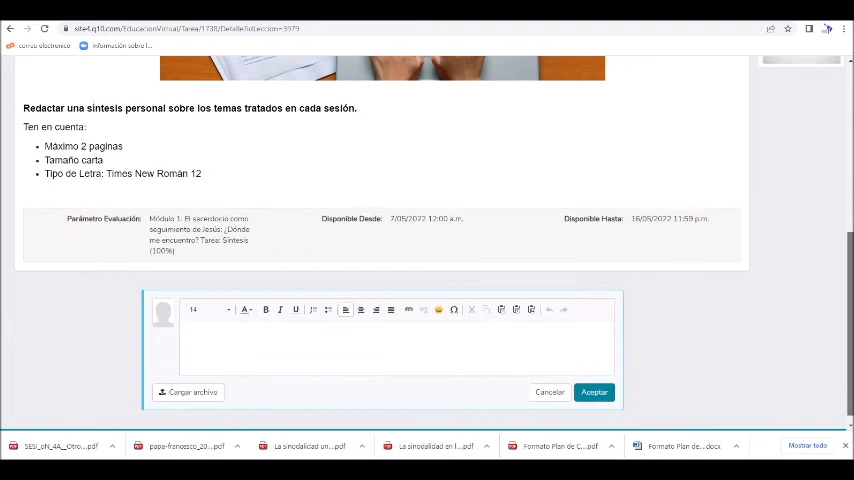 site4.q10.com/EducacionVirtual/Tarea/1738/Detalle?idLeccion=3979
correo electronico
Información sobre l...
Redactar una síntesis personal sobre los temas tratados en cada sesión.
Ten en cuenta:
Máximo 2 paginas
Tamaño carta
Tipo de Letra: Times New Román 12
Parámetro Evaluación: Módulo 1: El sacerdocio como seguimiento de Jesús: ¿Dónde me encuentro? Tarea: Síntesis (100%)
Disponible Desde: 7/05/2022 12:00 a.m.
Disponible Hasta: 16/05/2022 11:59 p.m.
14
Cargar archivo
Cancelar
Aceptar
SESI_oN_4A__Otro....pdf
papa-francesco_20....pdf
La sinodalidad un....pdf
La sinodalidad en l....pdf
Formato Plan de C....pdf
Formato Plan de....docx
Mostrar todo